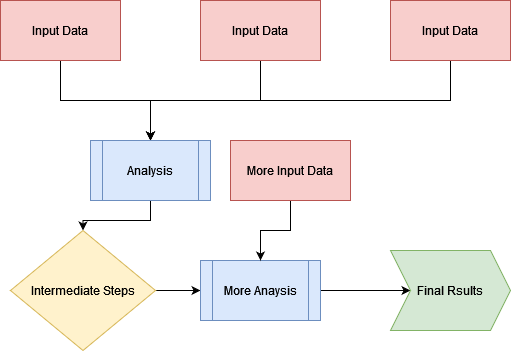 Input Data
Input Data
Input Data
Analysis
More Input Data
Intermediate Steps
More Anaysis
Final Rsults